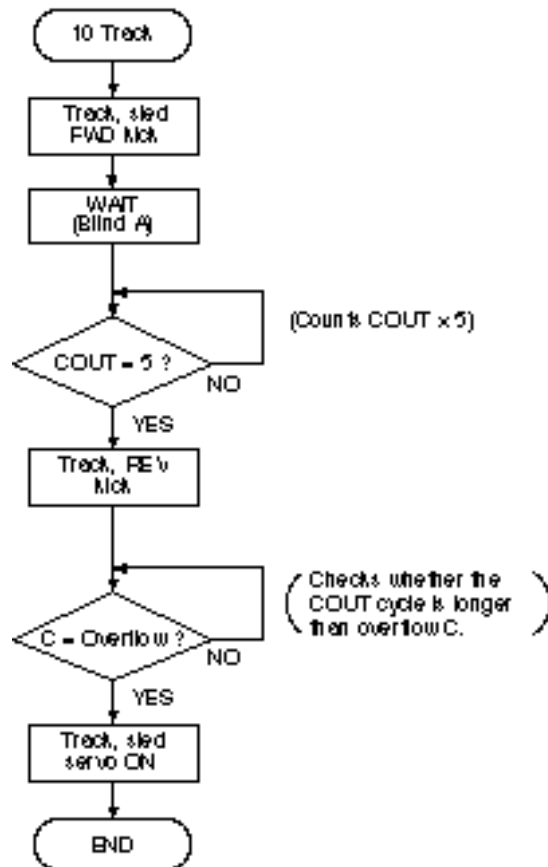 10 Track
Track, sled
FWD kick
WAIT
(Blind A)
(Counts COUT × 5)
COUT = 5 ?
NO
YES
Track, REV
kick
(Checks whether the
COUT cycle is longer
than overflow C.)
C = Overflow ?
NO
YES
Track, sled
servo ON
END